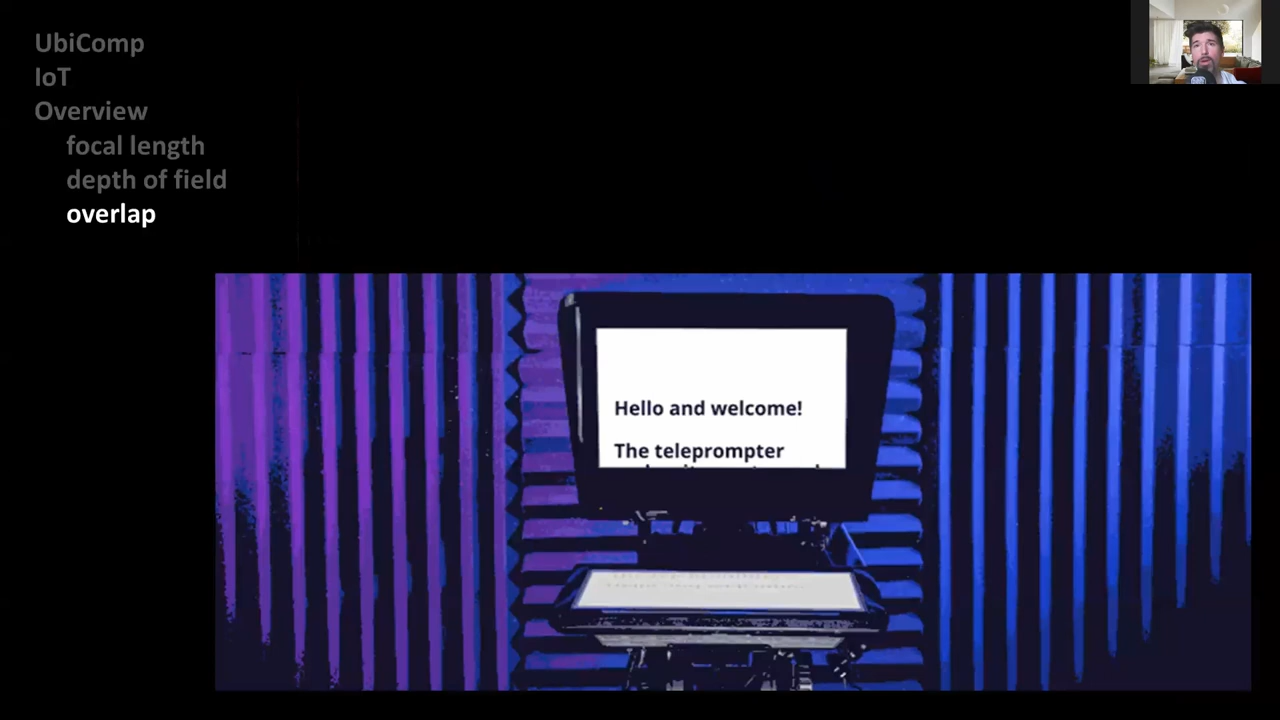 UbiComp
IoT
Overview
focal length
depth of field
overlap
Hello and welcome!
The teleprompter